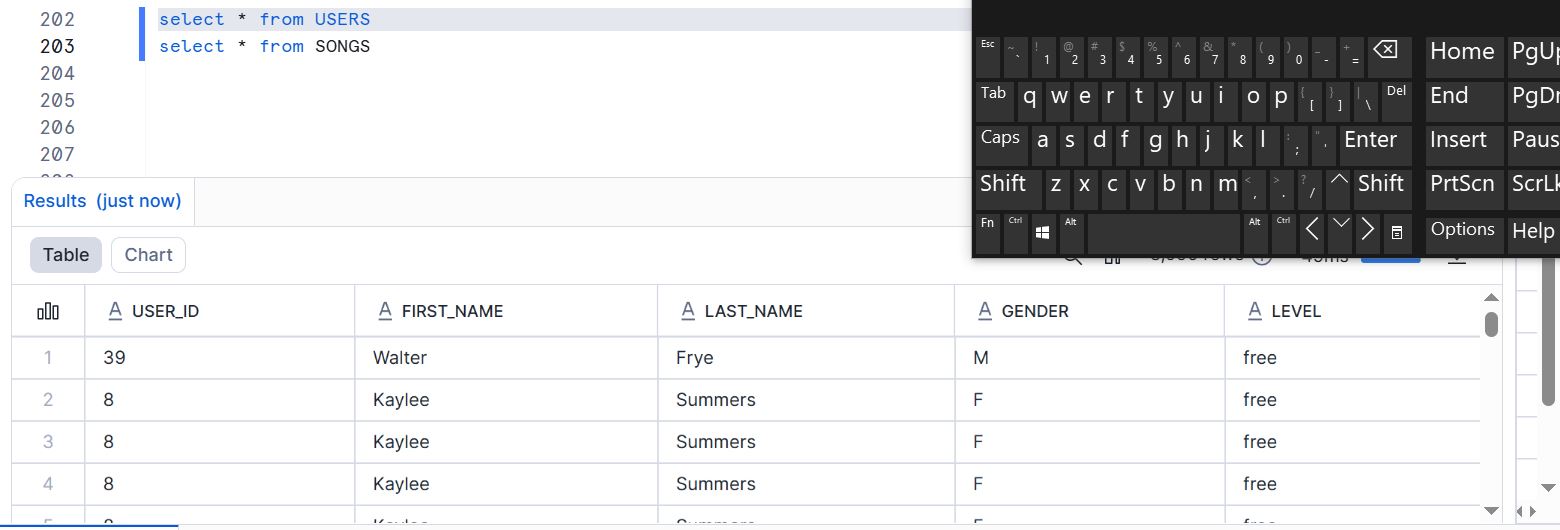 202 select * from USERS
203 select * from SONGS
204
205
206
207
Esc ~ ` ! 1 @ 2 # 3 $ 4 % 5 ^ 6 & 7 * 8 ( 9 ) 0 _ - + = Home PgUp
Tab q w e r t y u i o p { [ } ] | \ Del End PgDn
Caps a s d f g h j k l : ; " ' Enter Insert Paus
Shift z x c v b n m < , > . ? / Shift PrtScn ScrLk
Fn Ctrl Alt Alt Ctrl Options Help
Results (just now)
Table Chart
USER_ID FIRST_NAME LAST_NAME GENDER LEVEL
1 39 Walter Frye M free
2 8 Kaylee Summers F free
3 8 Kaylee Summers F free
4 8 Kaylee Summers F free